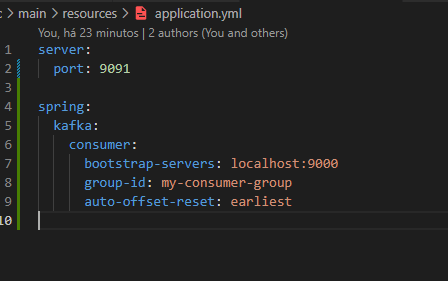 c > main > resources > application.yml
You, há 23 minutos | 2 authors (You and others)
1 server:
2   port: 9091
3
4 spring:
5   kafka:
6     consumer:
7       bootstrap-servers: localhost:9000
8       group-id: my-consumer-group
9       auto-offset-reset: earliest
10